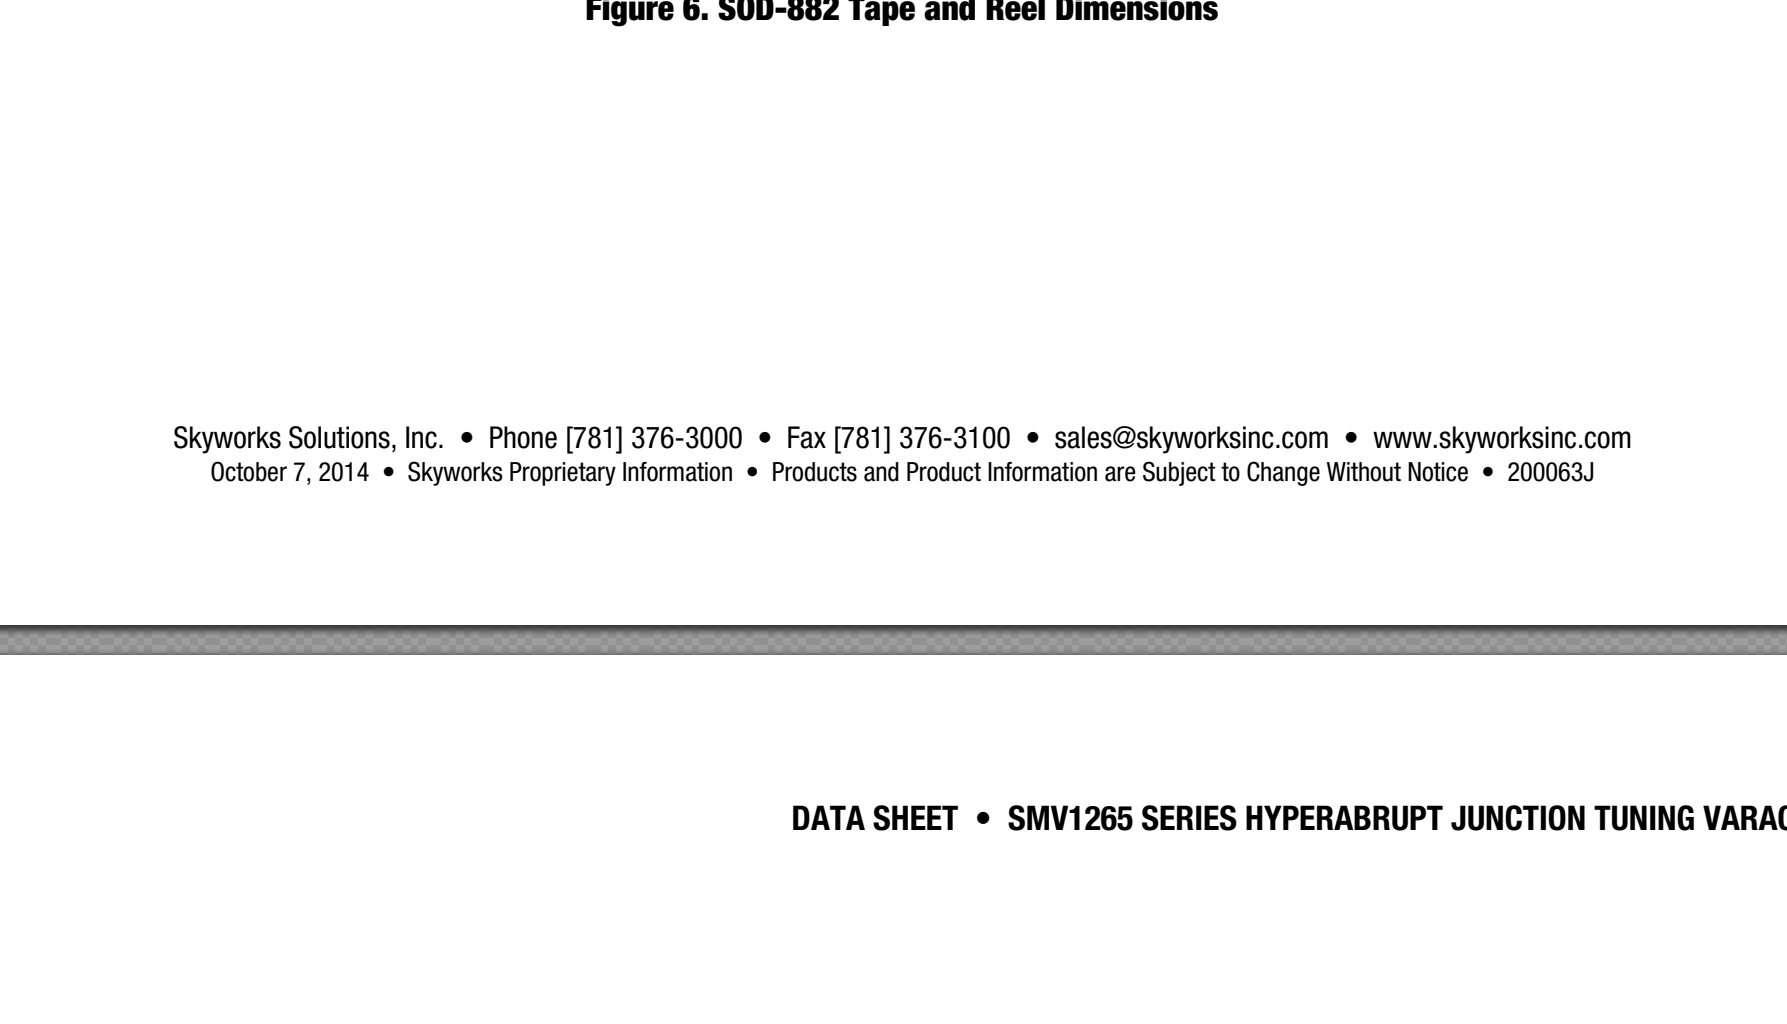 Figure 6. SOD-882 Tape and Reel Dimensions
Skyworks Solutions, Inc. • Phone [781] 376-3000 • Fax [781] 376-3100 • sales@skyworksinc.com • www.skyworksinc.com
October 7, 2014 • Skyworks Proprietary Information • Products and Product Information are Subject to Change Without Notice • 200063J
DATA SHEET • SMV1265 SERIES HYPERABRUPT JUNCTION TUNING